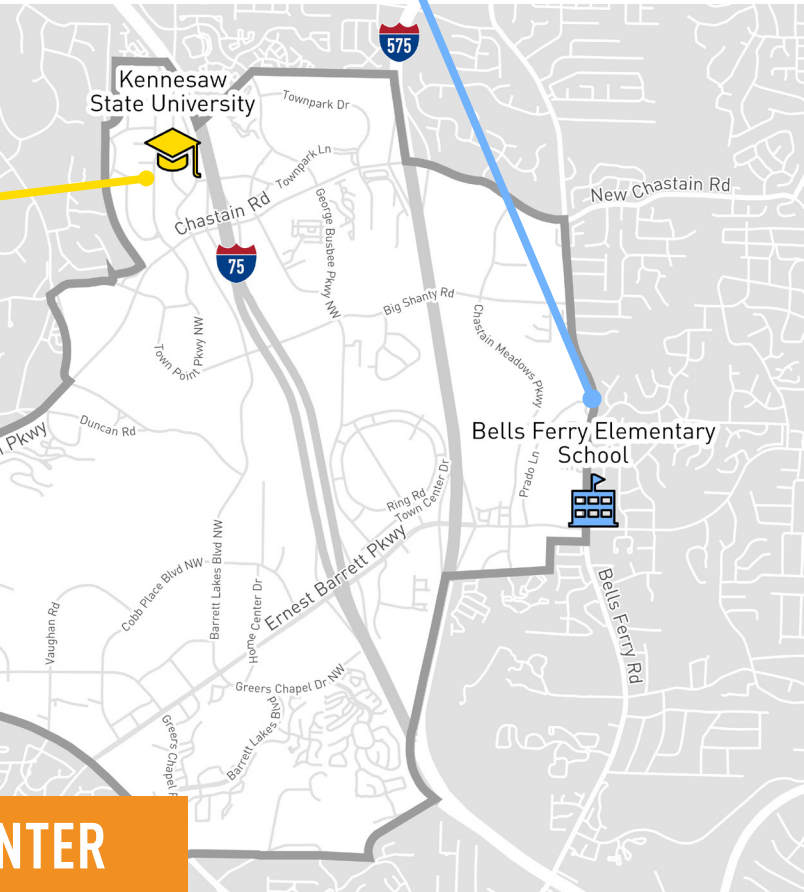 575
Kennesaw
State University
Townpark Dr
Townpark Ln
New Chastain Rd
Chastain Rd
George Busbee Pkwy NW
75
Big Shanty Rd
Chastain Meadows Pkwy
Town Point Pkwy NW
Duncan Rd
Pkwy
Bells Ferry Elementary
School
Prado Ln
Ring Rd
Town Center Dr
Ernest Barrett Pkwy
Barrett Lakes Blvd NW
Cobb Place Blvd NW
Home Center Dr
Vaughan Rd
Bells Ferry Rd
Greers Chapel Dr NW
Barrett Lakes Blvd
Greers Chapel
NTER